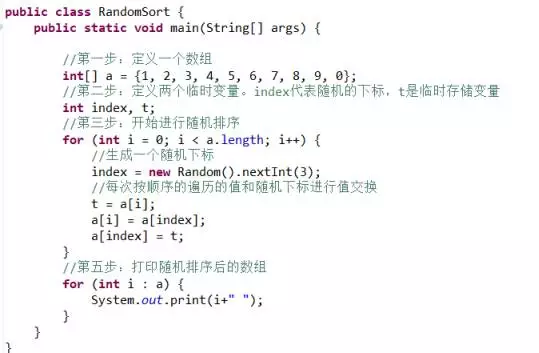 public class RandomSort {
public static void main(String[] args) {
//第一步：定义一个数组
int[] a = {1, 2, 3, 4, 5, 6, 7, 8, 9, 0};
//第二步：定义两个临时变量。index代表随机的下标，t是临时存储变量
int index, t;
//第三步：开始进行随机排序
for (int i = 0; i < a.length; i++) {
//生成一个随机下标
index = new Random().nextInt(3);
//每次按顺序的遍历的值和随机下标进行值交换
t = a[i];
a[i] = a[index];
a[index] = t;
}
//第五步：打印随机排序后的数组
for (int i : a) {
System.out.print(i+" ");
}
}
}